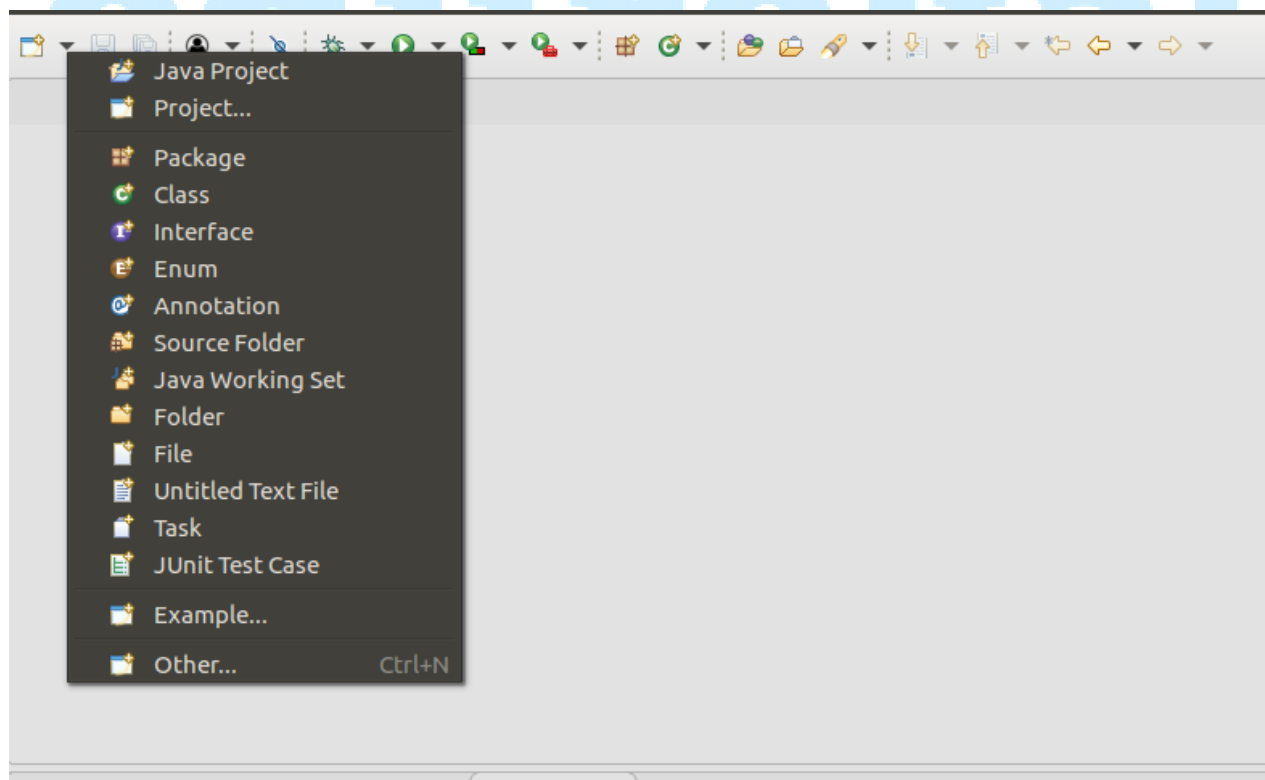 Java Project
Project...
Package
Class
Interface
Enum
Annotation
Source Folder
Java Working Set
Folder
File
Untitled Text File
Task
JUnit Test Case
Example...
Other... Ctrl+N